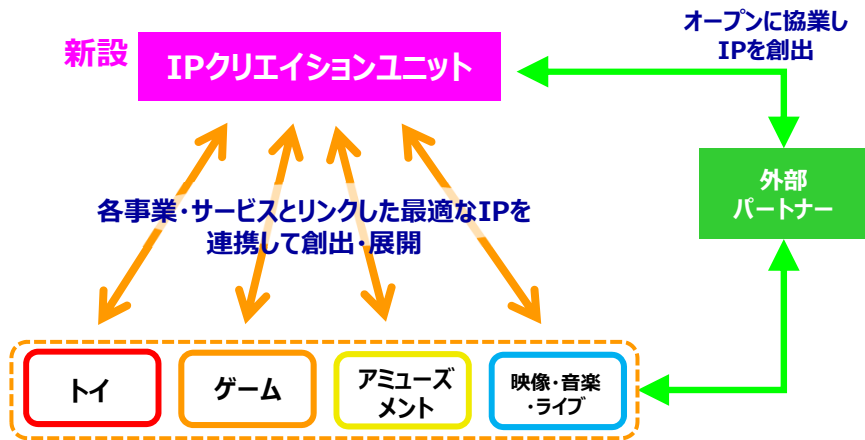 新設
IPクリエイションユニット
オープンに協業し
IPを創出
外部
パートナー
各事業・サービスとリンクした最適なIPを
連携して創出・展開
トイ
ゲーム
アミューズ
メント
映像・音楽
・ライブ